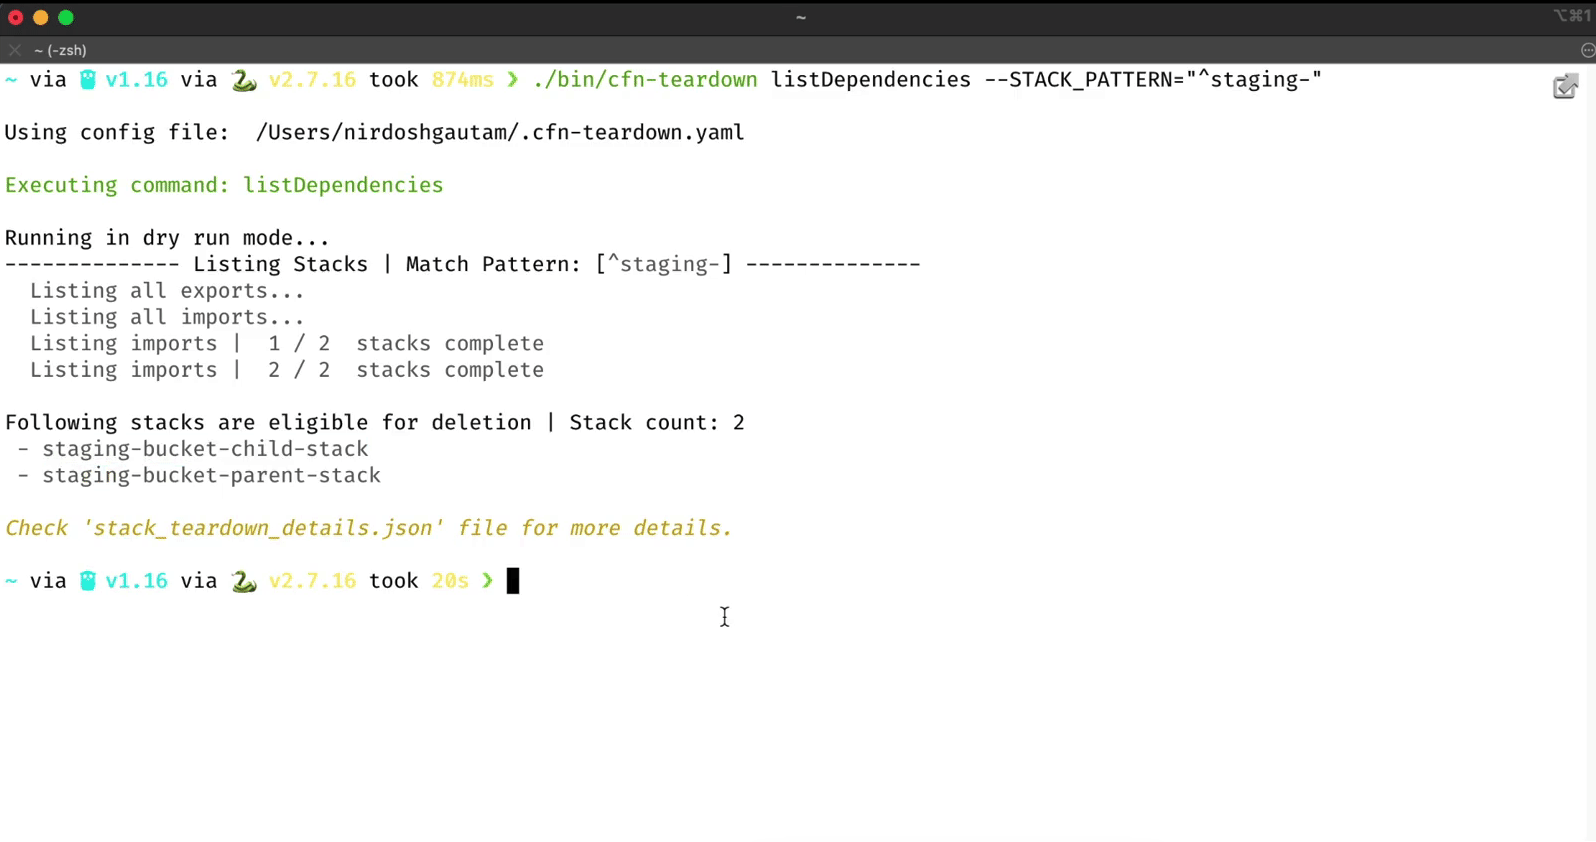 ~
⌥⌘1
~ (-zsh)
~ via v1.16 via 🐍 v2.7.16 took 874ms ❯ ./bin/cfn-teardown listDependencies --STACK_PATTERN="^staging-"
Using config file:  /Users/nirdoshgautam/.cfn-teardown.yaml
Executing command: listDependencies
Running in dry run mode...
-------------- Listing Stacks | Match Pattern: [^staging-] --------------
  Listing all exports...
  Listing all imports...
  Listing imports |  1 / 2  stacks complete
  Listing imports |  2 / 2  stacks complete
Following stacks are eligible for deletion | Stack count: 2
 - staging-bucket-child-stack
 - staging-bucket-parent-stack
Check 'stack_teardown_details.json' file for more details.
~ via v1.16 via 🐍 v2.7.16 took 20s ❯